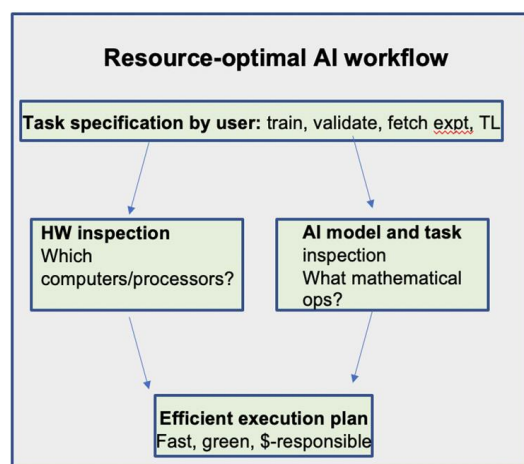 Resource-optimal AI workflow
Task specification by user: train, validate, fetch expt, TL
HW inspection
Which
computers/processors?
AI model and task
inspection
What mathematical
ops?
Efficient execution plan
Fast, green, $-responsible